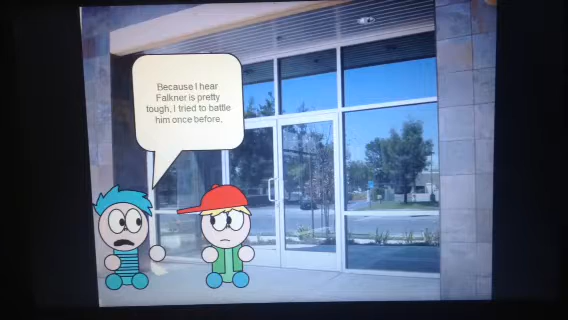 Because I hear
Falkner is pretty
tough, I tried to battle
him once before.